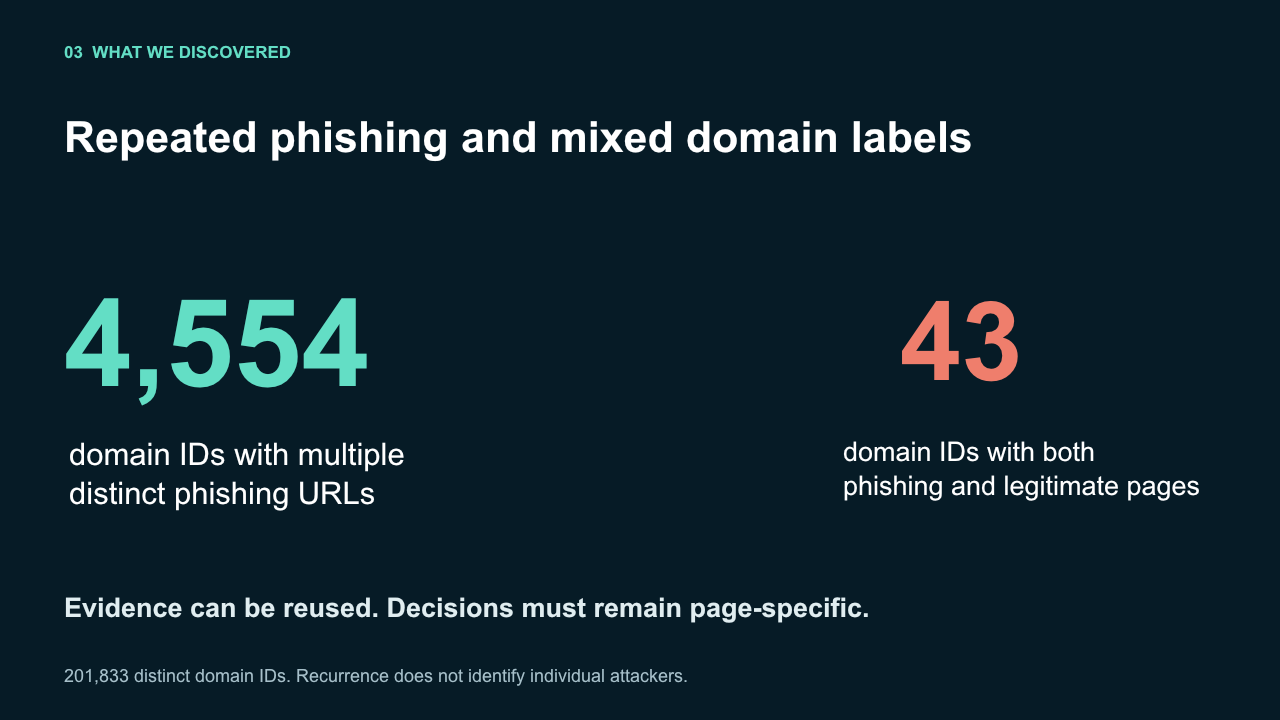 03 WHAT WE DISCOVERED
Repeated phishing and mixed domain labels
4,554
domain IDs with multiple
distinct phishing URLs
43
domain IDs with both
phishing and legitimate pages
Evidence can be reused. Decisions must remain page-specific.
201,833 distinct domain IDs. Recurrence does not identify individual attackers.